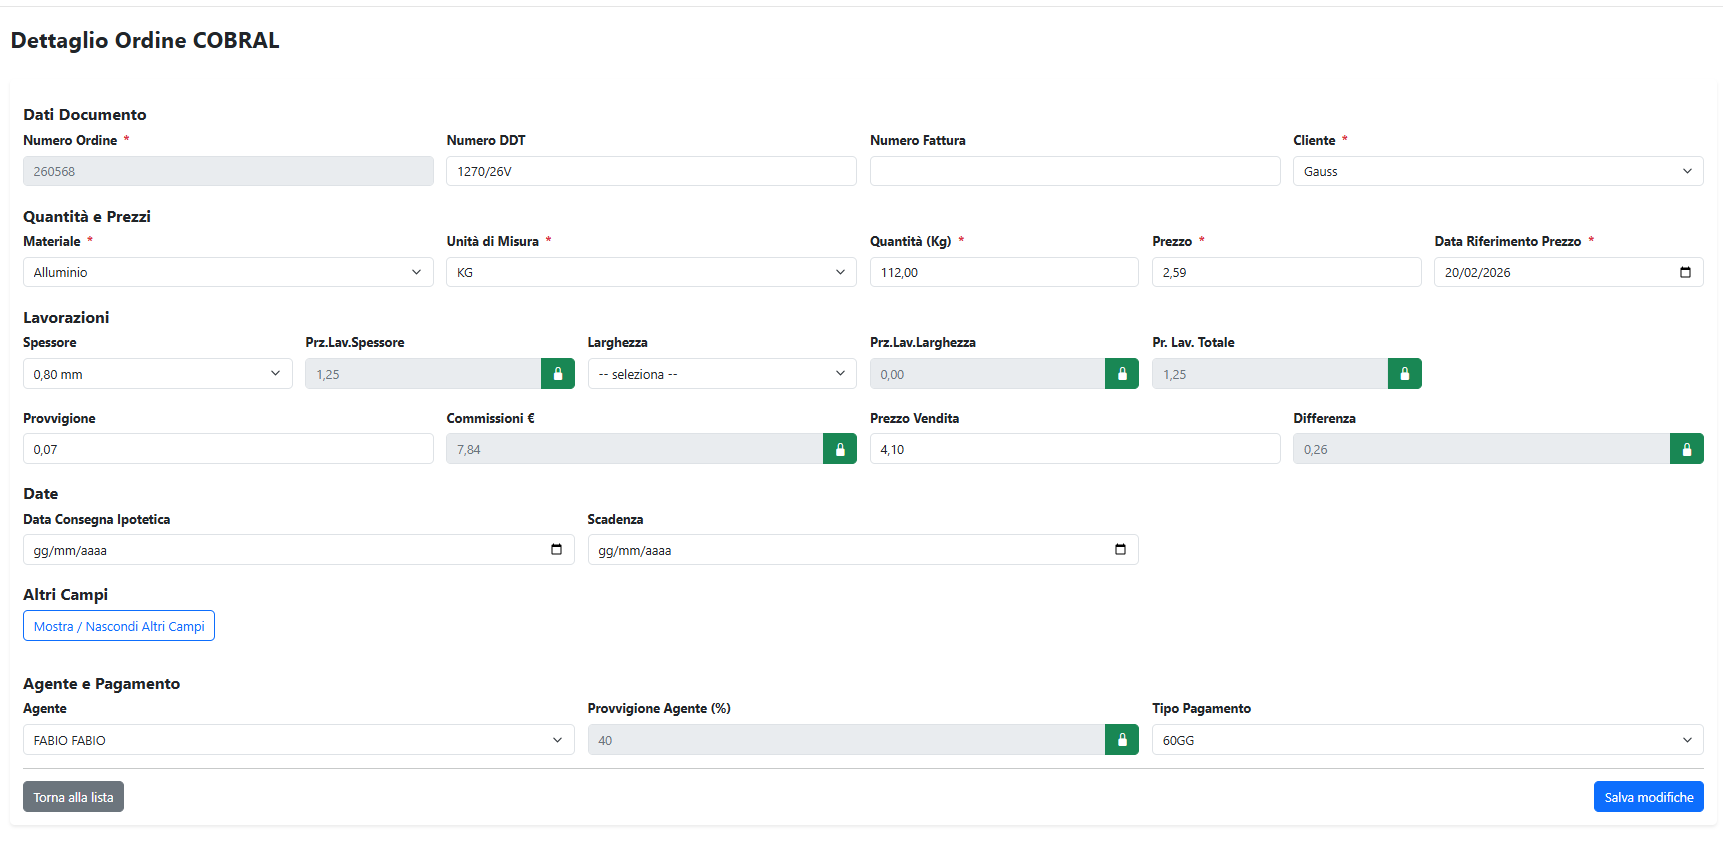 Dettaglio Ordine COBRAL
Dati Documento
Numero Ordine * Numero DDT Numero Fattura Cliente *
260568 1270/26V Gauss
Quantità e Prezzi
Materiale * Unità di Misura * Quantità (Kg) * Prezzo * Data Riferimento Prezzo *
Alluminio KG 112,00 2,59 20/02/2026
Lavorazioni
Spessore Prz.Lav.Spessore Larghezza Prz.Lav.Larghezza Pr. Lav. Totale
0,80 mm 1,25 -- seleziona -- 0,00 1,25
Provvigione Commissioni € Prezzo Vendita Differenza
0,07 7,84 4,10 0,26
Date
Data Consegna Ipotetica Scadenza
gg/mm/aaaa gg/mm/aaaa
Altri Campi
Mostra / Nascondi Altri Campi
Agente e Pagamento
Agente Provvigione Agente (%) Tipo Pagamento
FABIO FABIO 40 60GG
Torna alla lista Salva modifiche